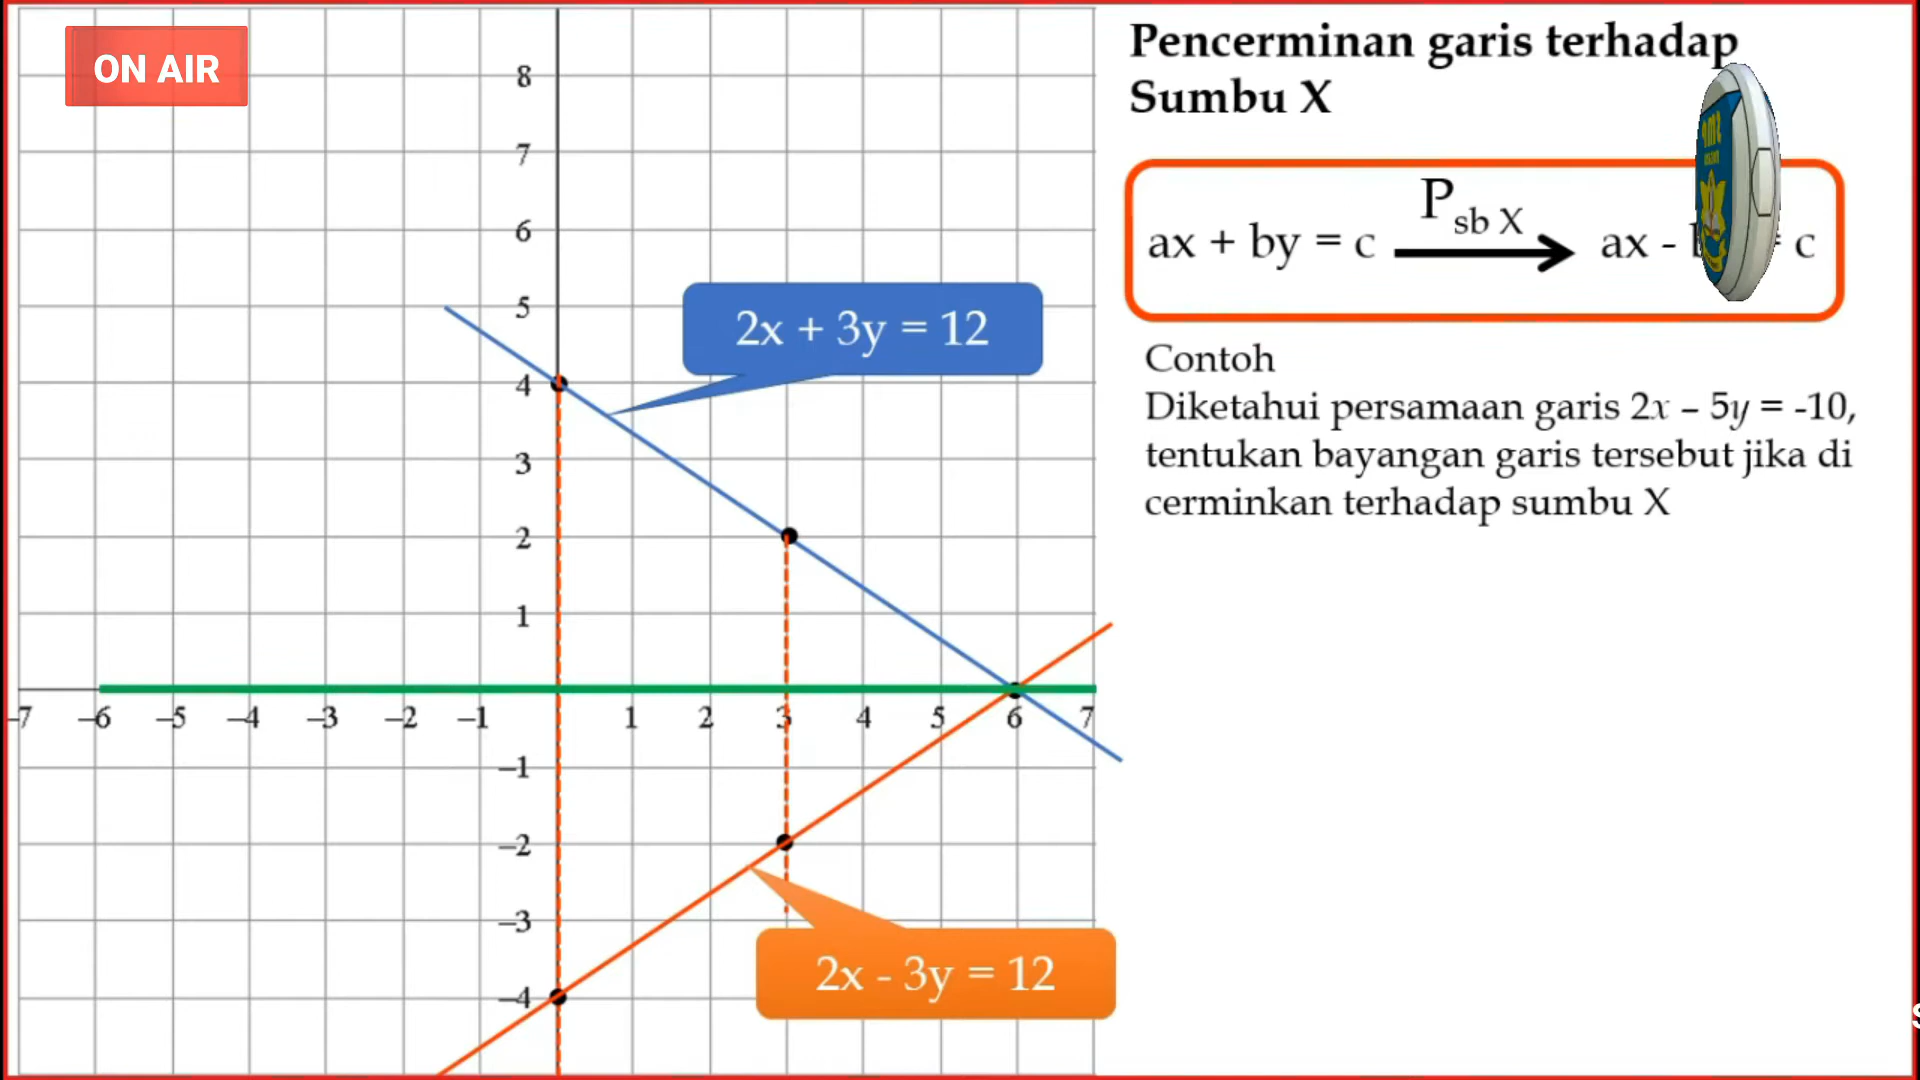 ON AIR
Pencerminan garis terhadap
Sumbu X
P sb X
ax + by = c
ax - = c
Contoh
Diketahui persamaan garis 2x – 5y = -10,
tentukan bayangan garis tersebut jika di
cerminkan terhadap sumbu X
8
7
6
5
2x + 3y = 12
4
3
2
1
–7 –6 –5 –4 –3 –2 –1 1 2 3 4 5 6 7
–1
–2
–3
2x - 3y = 12
–4
SMP